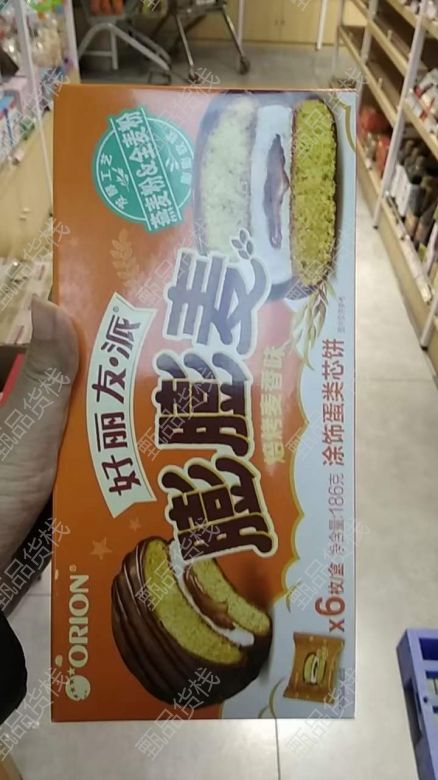 ORION®
好丽友·派®
膨膨麦
焙烤麦香味
燕麦粉&全麦粉
涂饰蛋类芯饼
x6枚/盒 净含量:186克
甄品货栈